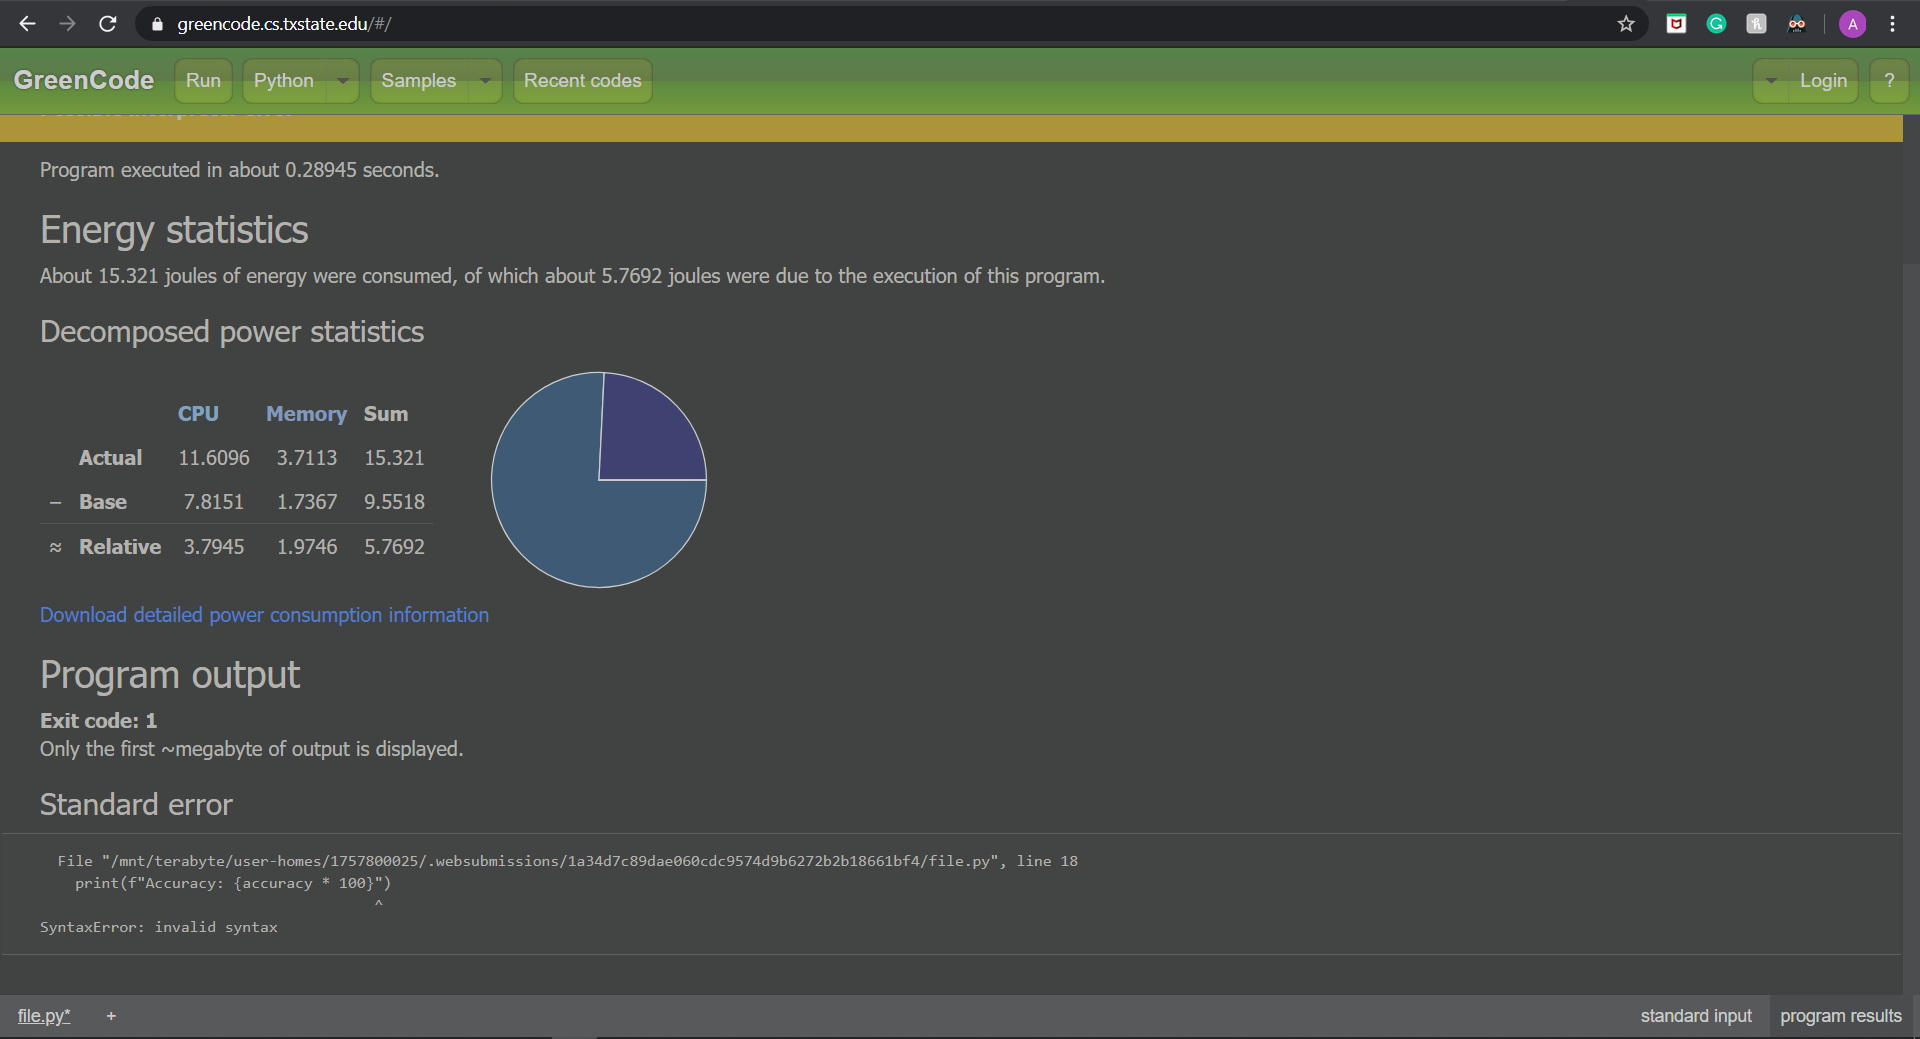 greencode.cs.txstate.edu/#/
A
GreenCode Run Python Samples Recent codes Login ?
Program executed in about 0.28945 seconds.
Energy statistics
About 15.321 joules of energy were consumed, of which about 5.7692 joules were due to the execution of this program.
Decomposed power statistics
CPU Memory Sum
Actual 11.6096 3.7113 15.321
− Base 7.8151 1.7367 9.5518
≈ Relative 3.7945 1.9746 5.7692
Download detailed power consumption information
Program output
Exit code: 1
Only the first ~megabyte of output is displayed.
Standard error
File "/mnt/terabyte/user-homes/1757800025/.websubmissions/1a34d7c89dae060cdc9574d9b6272b2b18661bf4/file.py", line 18
print(f"Accuracy: {accuracy * 100}")
^
SyntaxError: invalid syntax
file.py* + standard input program results